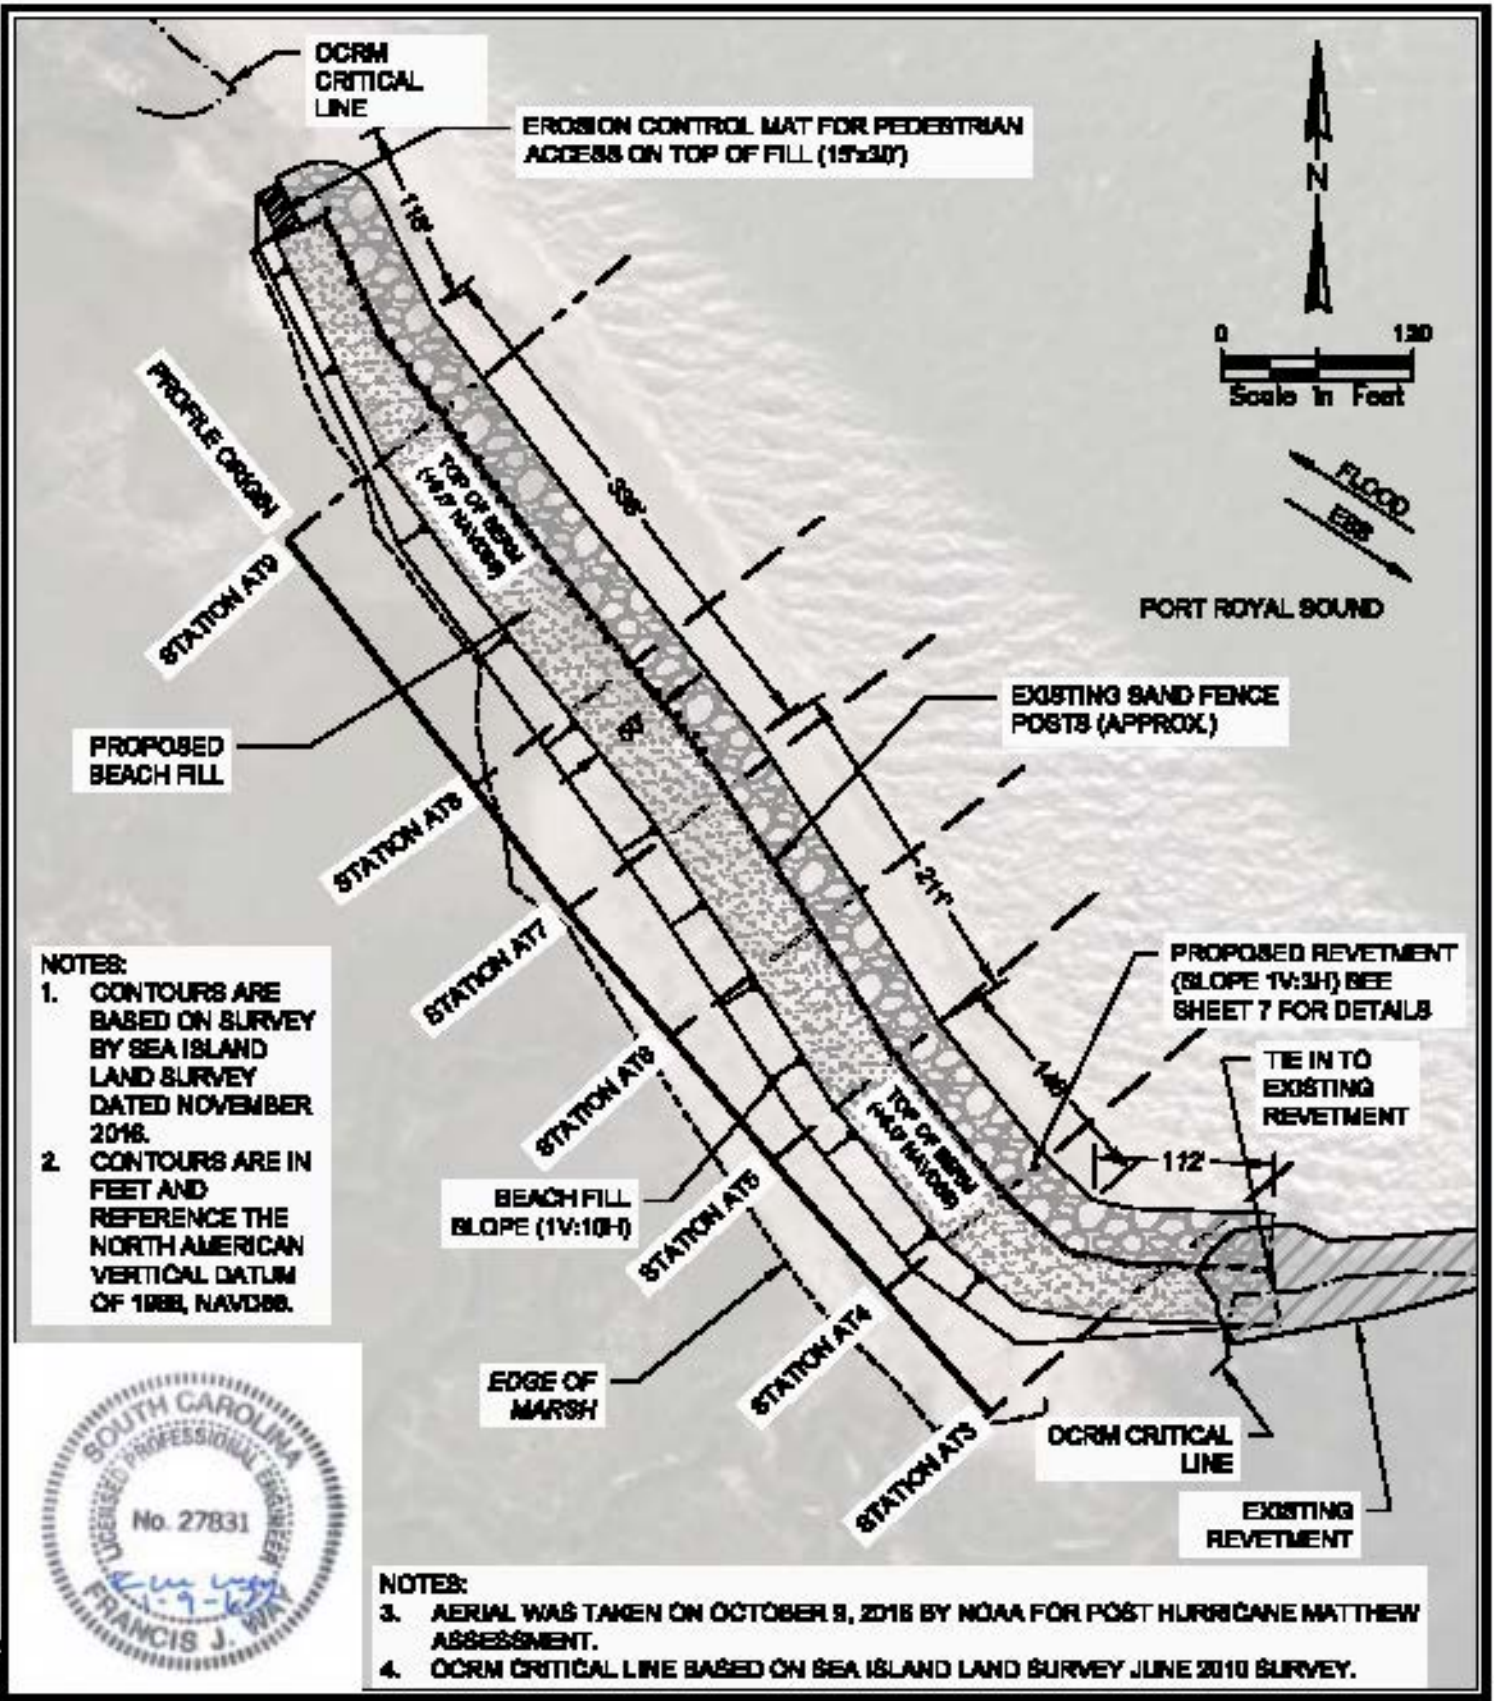 OCRM
CRITICAL
LINE
EROSION CONTROL MAT FOR PEDESTRIAN
ACCESS ON TOP OF FILL (15'x30')
118'
N
0 120
Scale In Feet
PROFILE ORIGIN
FLOOD
EBB
PORT ROYAL SOUND
TOP OF BERM
STATION AT9
EXISTING SAND FENCE
POSTS (APPROX.)
PROPOSED
BEACH FILL
STATION AT8
STATION AT7
211'
NOTES:
1. CONTOURS ARE
BASED ON SURVEY
BY SEA ISLAND
LAND SURVEY
DATED NOVEMBER
2016.
2. CONTOURS ARE IN
FEET AND
REFERENCE THE
NORTH AMERICAN
VERTICAL DATUM
OF 1988, NAVD88.
PROPOSED REVETMENT
(SLOPE 1V:3H) SEE
SHEET 7 FOR DETAILS
STATION AT6
TIE IN TO
EXISTING
REVETMENT
TOP OF BERM
112'
BEACH FILL
SLOPE (1V:10H)
STATION AT5
STATION AT4
EDGE OF
MARSH
STATION AT3
OCRM CRITICAL
LINE
EXISTING
REVETMENT
SOUTH CAROLINA
LICENSED PROFESSIONAL ENGINEER
No. 27831
FRANCIS J. WAY
NOTES:
3. AERIAL WAS TAKEN ON OCTOBER 9, 2016 BY NOAA FOR POST HURRICANE MATTHEW
ASSESSMENT.
4. OCRM CRITICAL LINE BASED ON SEA ISLAND LAND SURVEY JUNE 2010 SURVEY.